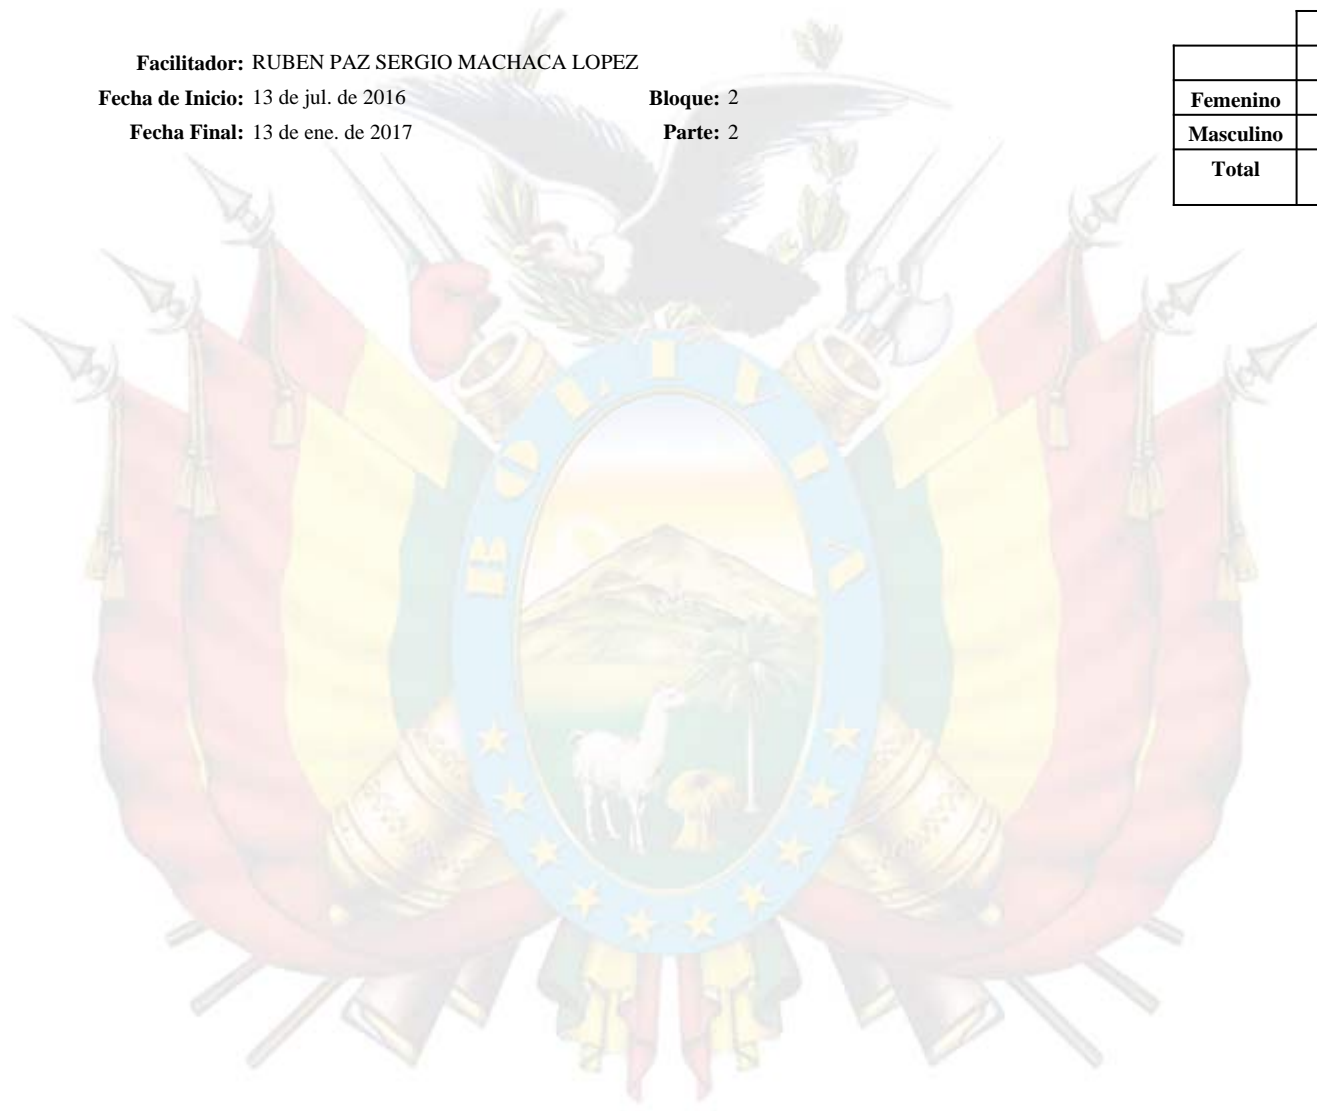 Facilitador: RUBEN PAZ SERGIO MACHACA LOPEZ
Fecha de Inicio: 13 de jul. de 2016 Bloque: 2
Fecha Final: 13 de ene. de 2017 Parte: 2
Femenino
Masculino
Total
BOLIVIA